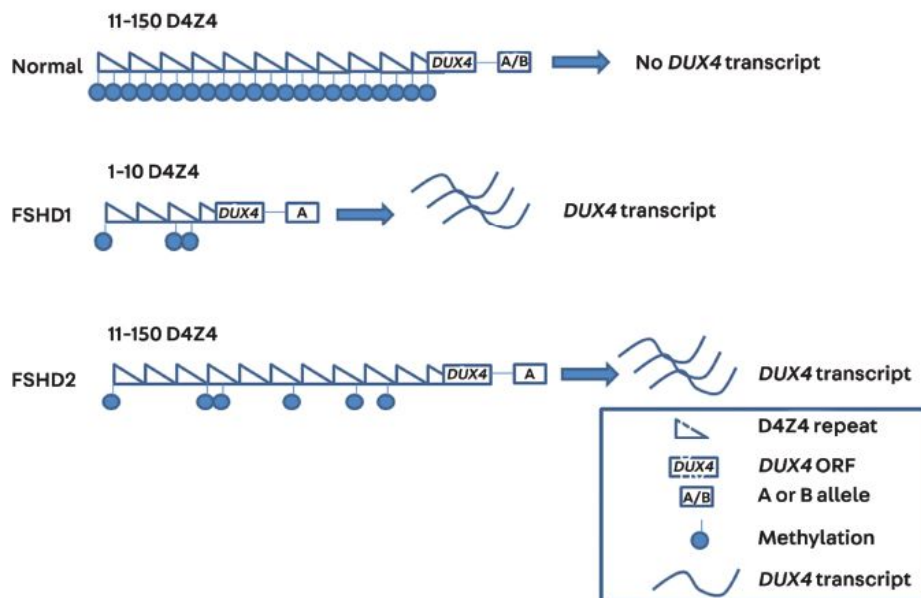 11-150 D4Z4
Normal DUX4 A/B No DUX4 transcript
1-10 D4Z4
FSHD1 DUX4 A DUX4 transcript
11-150 D4Z4
FSHD2 DUX4 A DUX4 transcript
D4Z4 repeat
DUX4 DUX4 ORF
A/B A or B allele
Methylation
DUX4 transcript